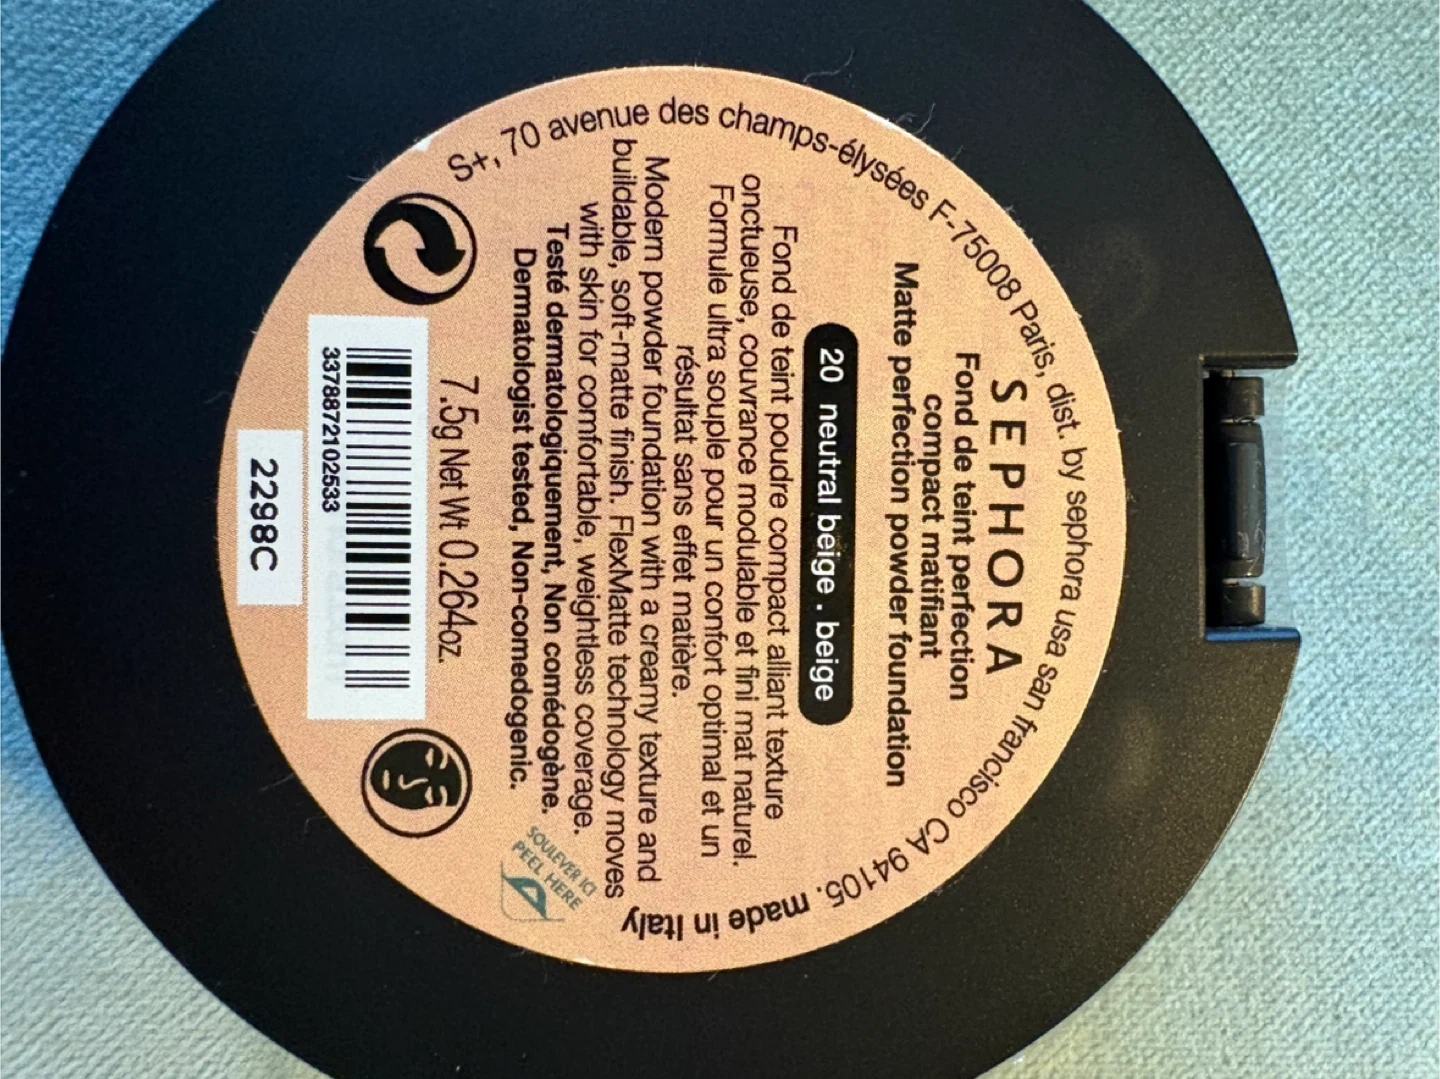 S+, 70 avenue des champs-élysées F-75008 Paris, dist. by sephora usa san francisco CA 94105. made in Italy
SEPHORA
Fond de teint perfection
compact matifiant
Matte perfection powder foundation
20 neutral beige . beige
Fond de teint poudre compact alliant texture
onctueuse, couvrance modulable et fini mat naturel.
Formule ultra souple pour un confort optimal et un
résultat sans effet matière.
Modern powder foundation with a creamy texture and
buildable, soft-matte finish. FlexMatte technology moves
with skin for comfortable, weightless coverage.
Testé dermatologiquement, Non comédogène.
Dermatologist tested, Non-comedogenic.
SOULEVER ICI
PEEL HERE
7.5g Net Wt 0.264oz.
3378872102533
2298C